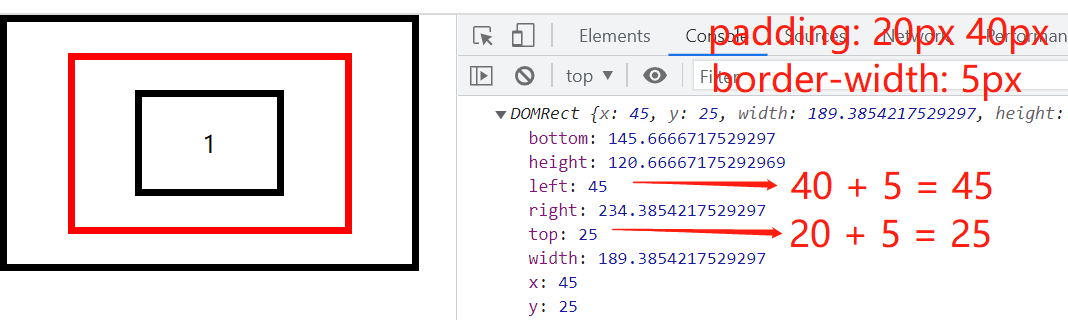 1
Elements Console Sources Network Performan
padding: 20px 40px
top ▼ Filter
border-width: 5px
▼DOMRect {x: 45, y: 25, width: 189.3854217529297, height:
bottom: 145.6666717529297
height: 120.66667175292969
left: 45
40 + 5 = 45
right: 234.3854217529297
top: 25
20 + 5 = 25
width: 189.3854217529297
x: 45
y: 25